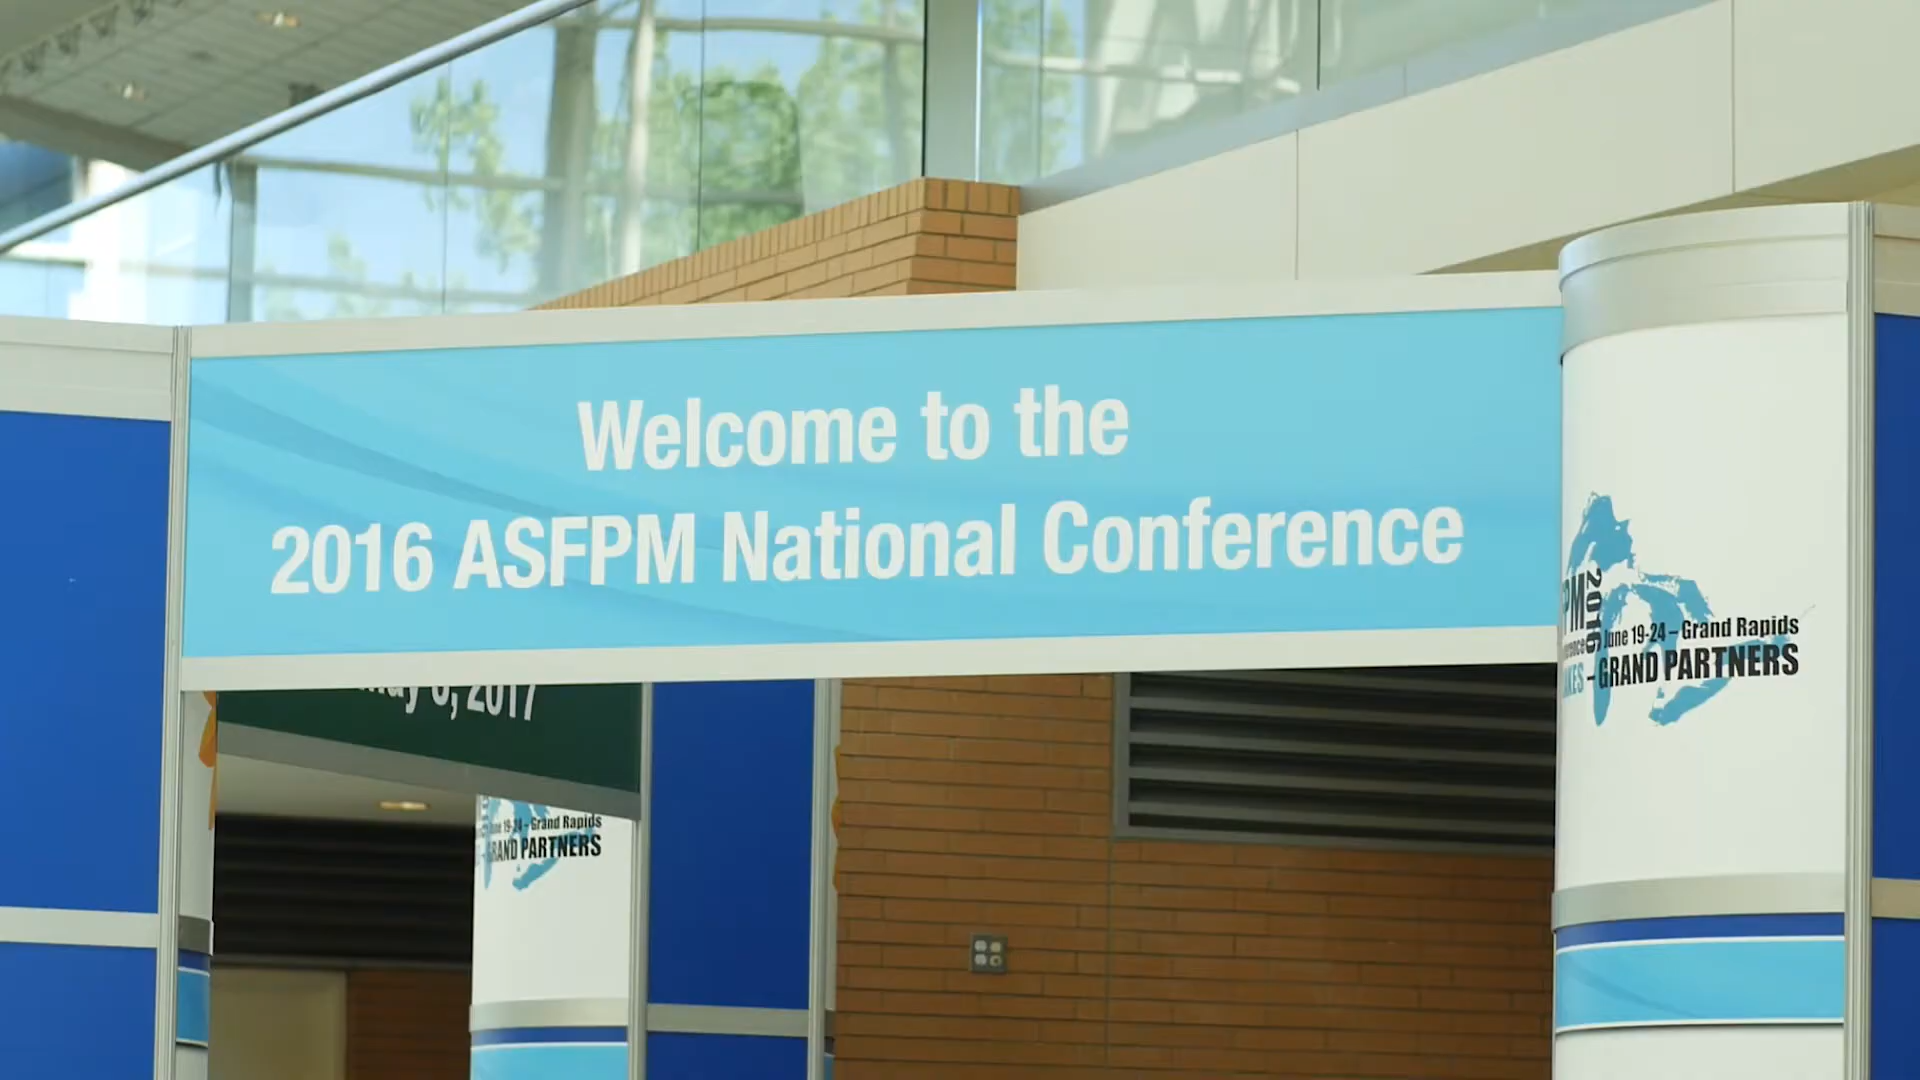 Welcome to the
2016 ASFPM National Conference
2016
June 19-24 – Grand Rapids
– GRAND PARTNERS
2017
June 19-24 – Grand Rapids
GRAND PARTNERS